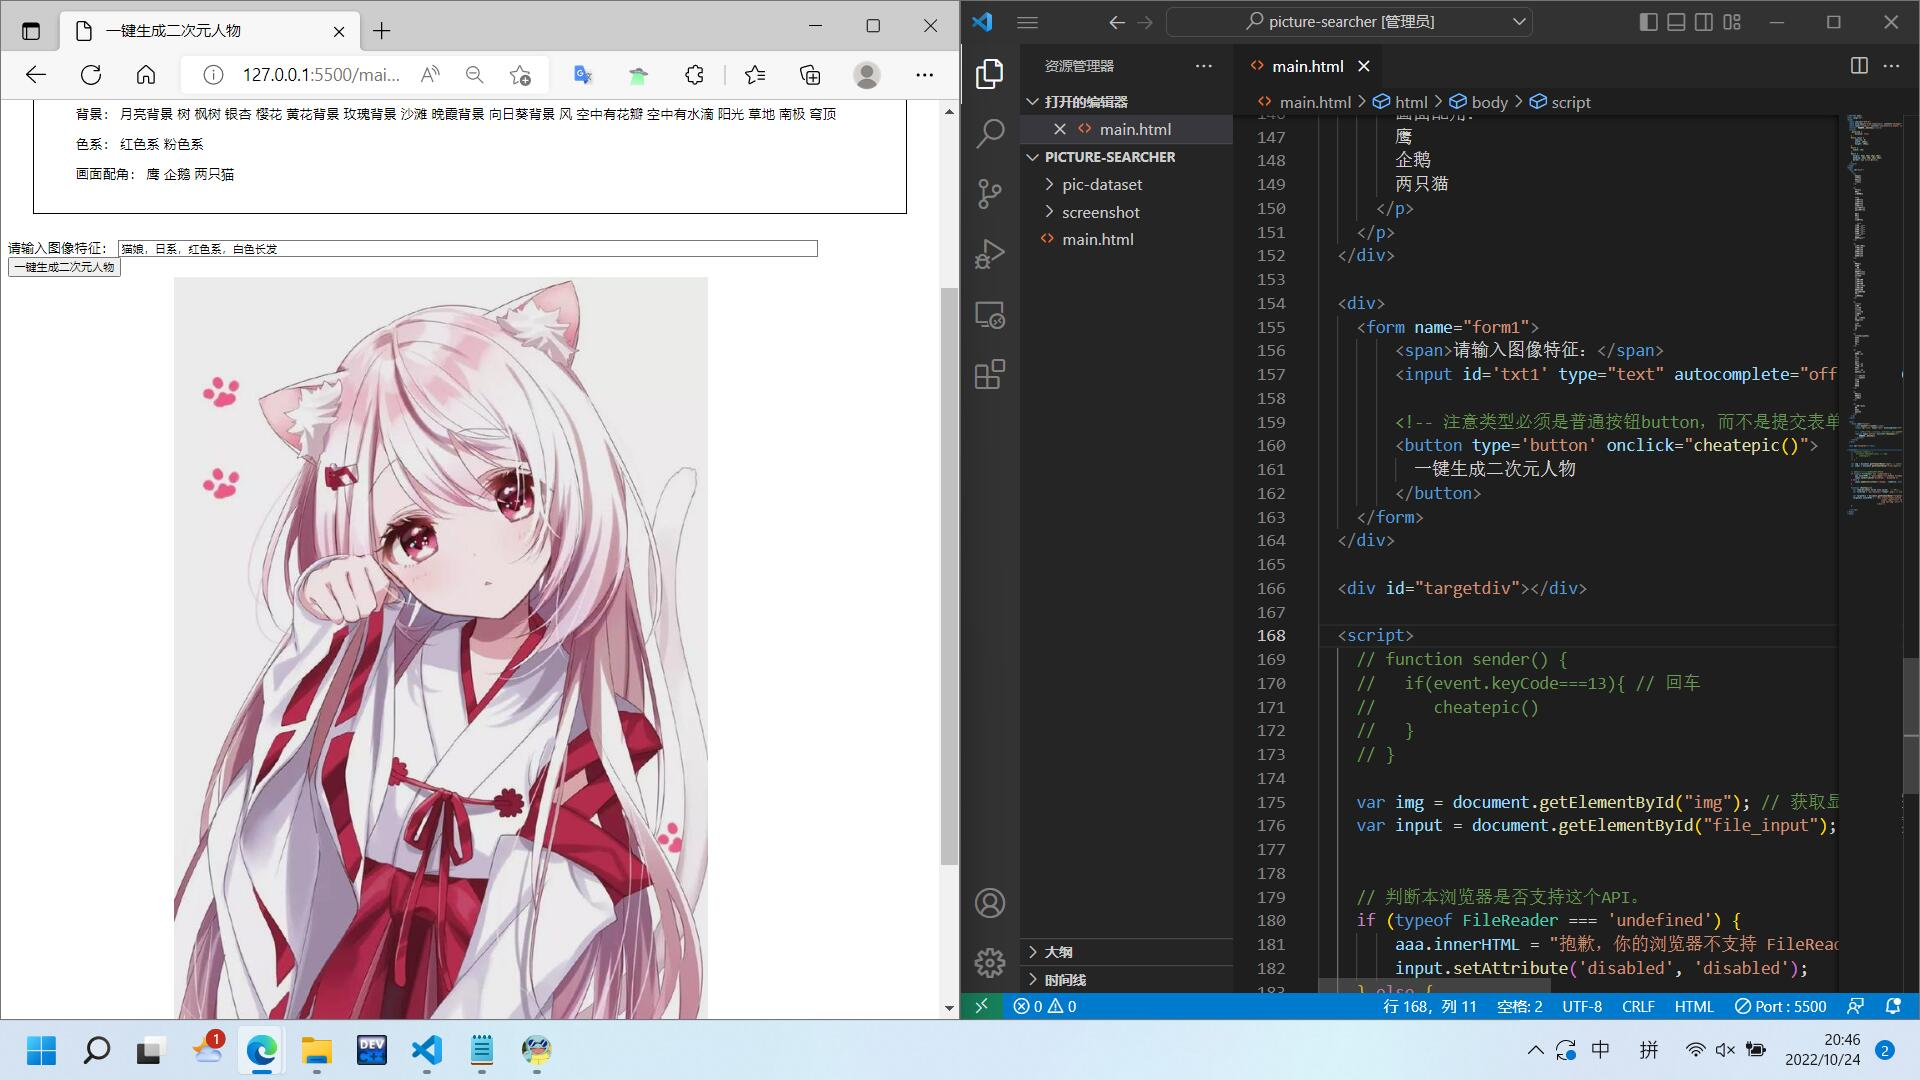 一键生成二次元人物
127.0.0.1:5500/mai...
背景： 月亮背景 树 枫树 银杏 樱花 黄花背景 玫瑰背景 沙滩 晚霞背景 向日葵背景 风 空中有花瓣 空中有水滴 阳光 草地 南极 穹顶
色系： 红色系 粉色系
画面配角： 鹰 企鹅 两只猫
请输入图像特征： 猫娘，日系，红色系，白色长发
一键生成二次元人物
picture-searcher [管理员]
资源管理器
打开的编辑器
main.html
PICTURE-SEARCHER
pic-dataset
screenshot
main.html
大纲
时间线
main.html
main.html > html > body > script
146 画面配角：
147 鹰
148 企鹅
149 两只猫
150 </p>
151 </p>
152 </div>
153
154 <div>
155 <form name="form1">
156 <span>请输入图像特征：</span>
157 <input id='txt1' type="text" autocomplete="off
158
159 <!-- 注意类型必须是普通按钮button，而不是提交表单
160 <button type='button' onclick="cheatepic()">
161 一键生成二次元人物
162 </button>
163 </form>
164 </div>
165
166 <div id="targetdiv"></div>
167
168 <script>
169 // function sender() {
170 //   if(event.keyCode===13){ // 回车
171 //      cheatepic()
172 //   }
173 // }
174
175 var img = document.getElementById("img"); // 获取显
176 var input = document.getElementById("file_input");
177
178
179 // 判断本浏览器是否支持这个API。
180 if (typeof FileReader === 'undefined') {
181 aaa.innerHTML = "抱歉，你的浏览器不支持 FileRead
182 input.setAttribute('disabled', 'disabled');
183 } else {
0 0
行 168，列 11 空格: 2 UTF-8 CRLF HTML Port : 5500
1
DEV
C++
中 拼
20:46
2022/10/24
2